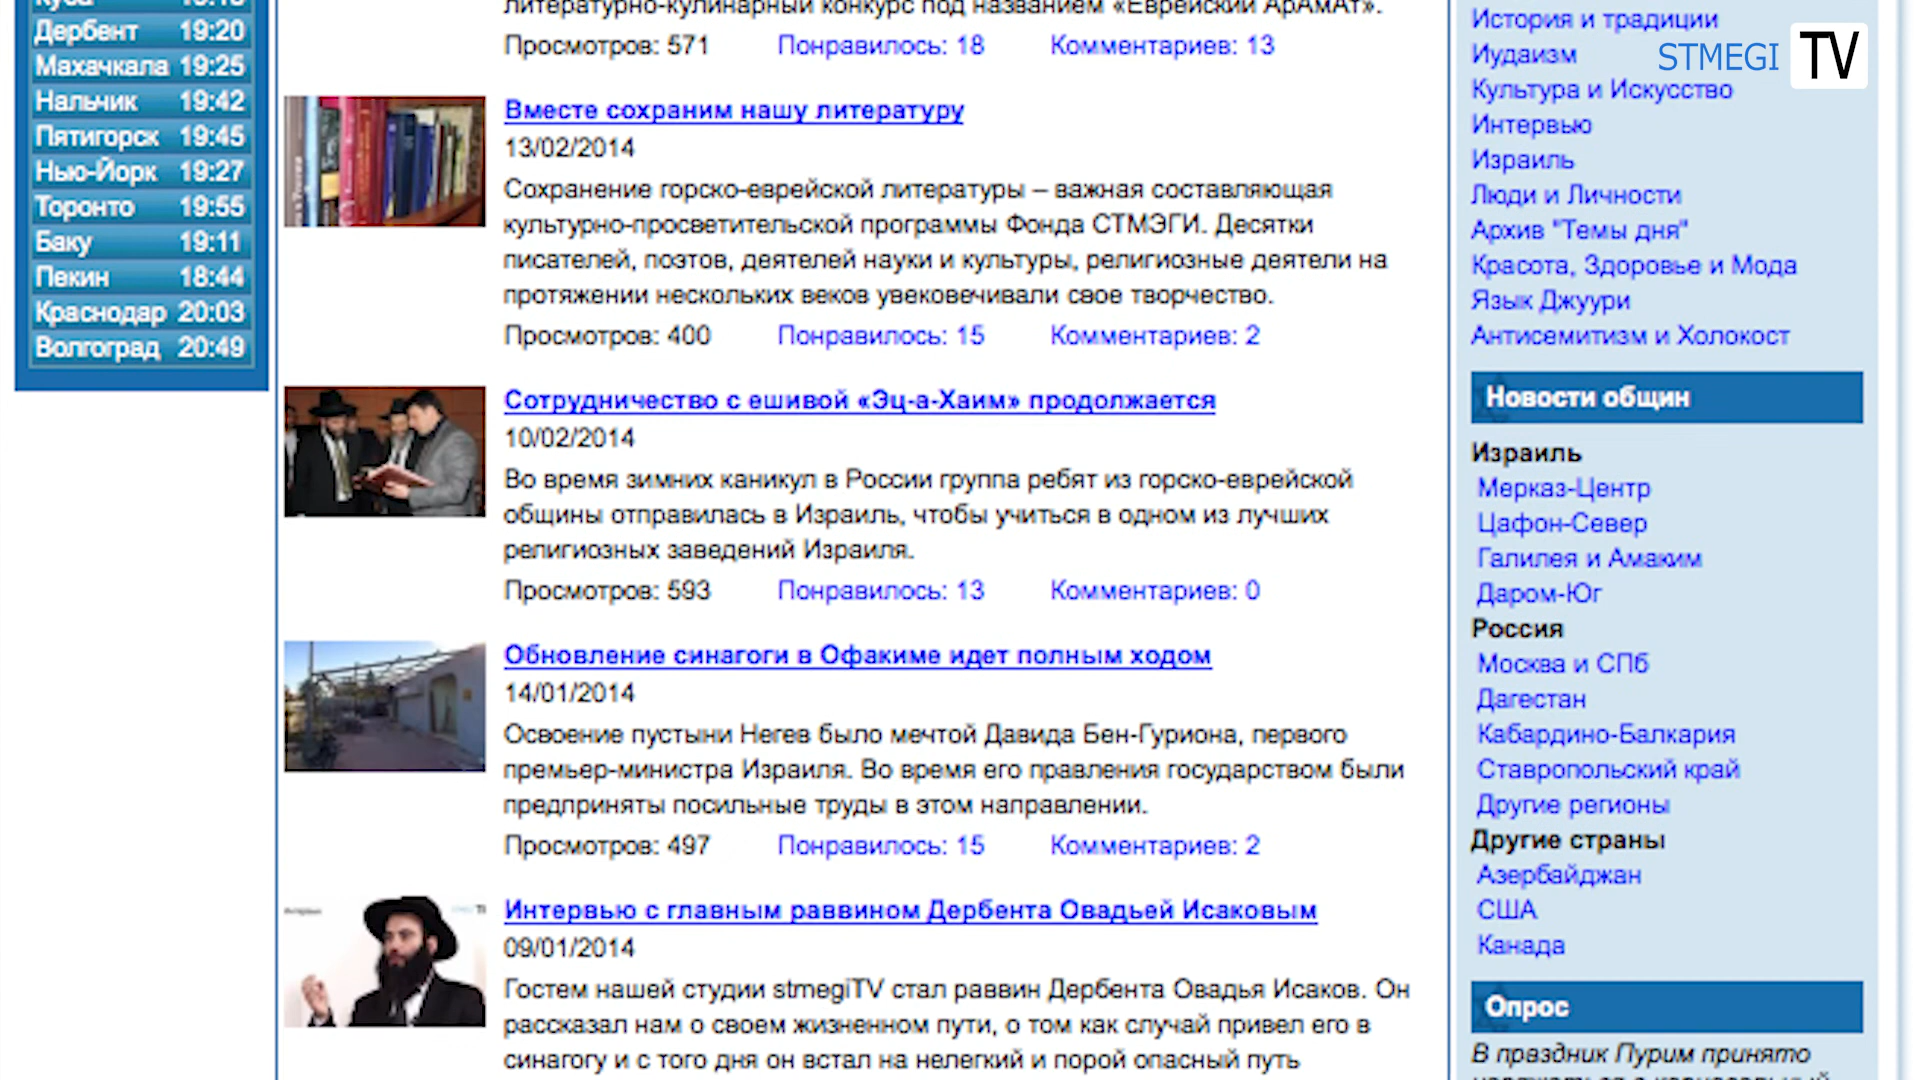 Дербент 19:20
Махачкала 19:25
Нальчик 19:42
Пятигорск 19:45
Нью-Йорк 19:27
Торонто 19:55
Баку 19:11
Пекин 18:44
Краснодар 20:03
Волгоград 20:49
литературно-кулинарный конкурс под названием «Еврейский АрАмАт».
Просмотров: 571 Понравилось: 18 Комментариев: 13
Вместе сохраним нашу литературу
13/02/2014
Сохранение горско-еврейской литературы – важная составляющая
культурно-просветительской программы Фонда СТМЭГИ. Десятки
писателей, поэтов, деятелей науки и культуры, религиозные деятели на
протяжении нескольких веков увековечивали свое творчество.
Просмотров: 400 Понравилось: 15 Комментариев: 2
Сотрудничество с ешивой «Эц-а-Хаим» продолжается
10/02/2014
Во время зимних каникул в России группа ребят из горско-еврейской
общины отправилась в Израиль, чтобы учиться в одном из лучших
религиозных заведений Израиля.
Просмотров: 593 Понравилось: 13 Комментариев: 0
Обновление синагоги в Офакиме идет полным ходом
14/01/2014
Освоение пустыни Негев было мечтой Давида Бен-Гуриона, первого
премьер-министра Израиля. Во время его правления государством были
предприняты посильные труды в этом направлении.
Просмотров: 497 Понравилось: 15 Комментариев: 2
Интервью с главным раввином Дербента Овадьей Исаковым
09/01/2014
Гостем нашей студии stmegiTV стал раввин Дербента Овадья Исаков. Он
рассказал нам о своем жизненном пути, о том как случай привел его в
синагогу и с того дня он встал на нелегкий и порой опасный путь
STMEGI TV
История и традиции
Иудаизм
Культура и Искусство
Интервью
Израиль
Люди и Личности
Архив "Темы дня"
Красота, Здоровье и Мода
Язык Джуури
Антисемитизм и Холокост
Новости общин
Израиль
Мерказ-Центр
Цафон-Север
Галилея и Амаким
Даром-Юг
Россия
Москва и СПб
Дагестан
Кабардино-Балкария
Ставропольский край
Другие регионы
Другие страны
Азербайджан
США
Канада
Опрос
В праздник Пурим принято